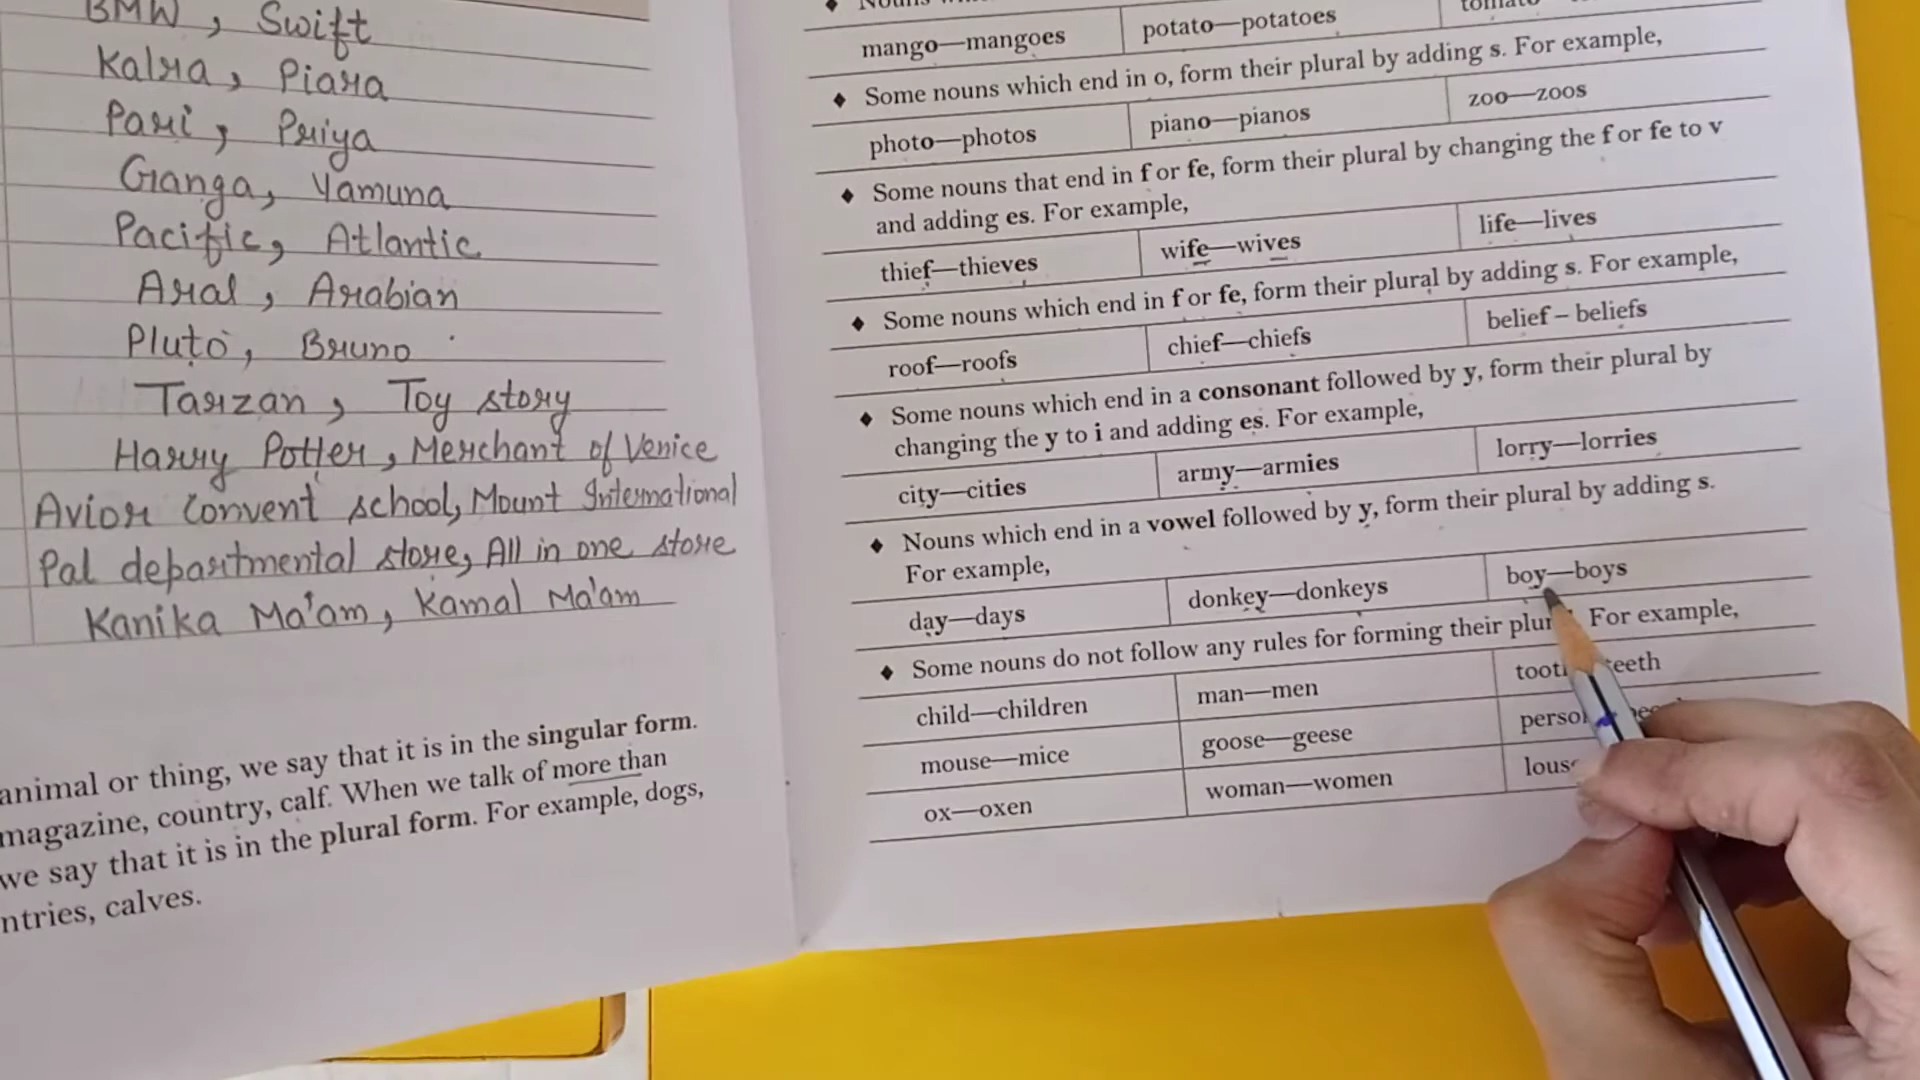 BMW, Swift
Kalra, Piara
Pari, Priya
Ganga, Yamuna
Pacific, Atlantic
Aral, Arabian
Pluto, Bruno
Tarzan, Toy story
Harry Potter, Merchant of Venice
Avior Convent school, Mount International
Pal departmental store, All in one store
Kanika Ma'am, Kamal Ma'am
animal or thing, we say that it is in the singular form.
magazine, country, calf. When we talk of more than
we say that it is in the plural form. For example, dogs,
ntries, calves.
mango—mangoes potato—potatoes
♦ Some nouns which end in o, form their plural by adding s. For example,
photo—photos piano—pianos zoo—zoos
♦ Some nouns that end in f or fe, form their plural by changing the f or fe to v
and adding es. For example,
thief—thieves wife—wives life—lives
♦ Some nouns which end in f or fe, form their plural by adding s. For example,
roof—roofs chief—chiefs belief – beliefs
♦ Some nouns which end in a consonant followed by y, form their plural by
changing the y to i and adding es. For example,
city—cities army—armies lorry—lorries
♦ Nouns which end in a vowel followed by y, form their plural by adding s.
For example,
day—days donkey—donkeys boy—boys
♦ Some nouns do not follow any rules for forming their For example,
child—children man—men teeth
mouse—mice goose—geese
ox—oxen woman—women